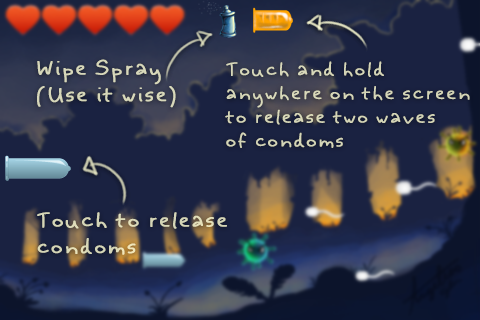 Wipe Spray
(Use it wise)
Touch and hold
anywhere on the screen
to release two waves
of condoms
Touch to release
condoms